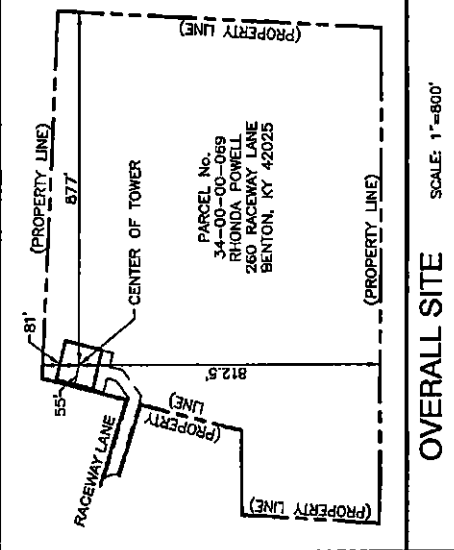 (PROPERTY LINE)
(PROPERTY LINE)
877'
81'
CENTER OF TOWER
55'
812.5'
PARCEL No.
34-00-00-069
RHONDA POWELL
260 RACEWAY LANE
BENTON, KY 42025
RACEWAY LANE
(PROPERTY
LINE)
(PROPERTY LINE)
(PROPERTY LINE)
OVERALL SITE
SCALE: 1"=800'